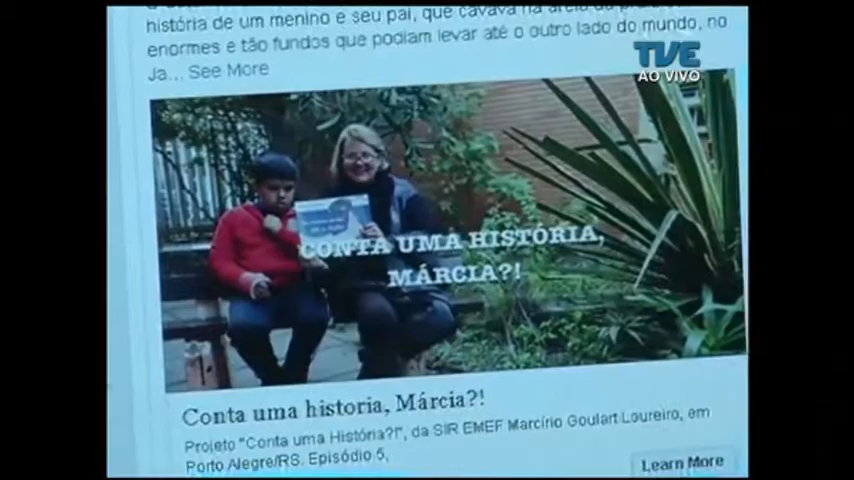 história de um menino e seu pai, que cavava na areia da
enormes e tão fundos que podiam levar até o outro lado do mundo, no
Ja... See More
TVE
AO VIVO
CONTA UMA HISTÓRIA,
MÁRCIA?!
Conta uma historia, Márcia?!
Projeto "Conta uma História?!", da SIR EMEF Marcírio Goulart Loureiro, em
Porto Alegre/RS. Episódio 5,
Learn More